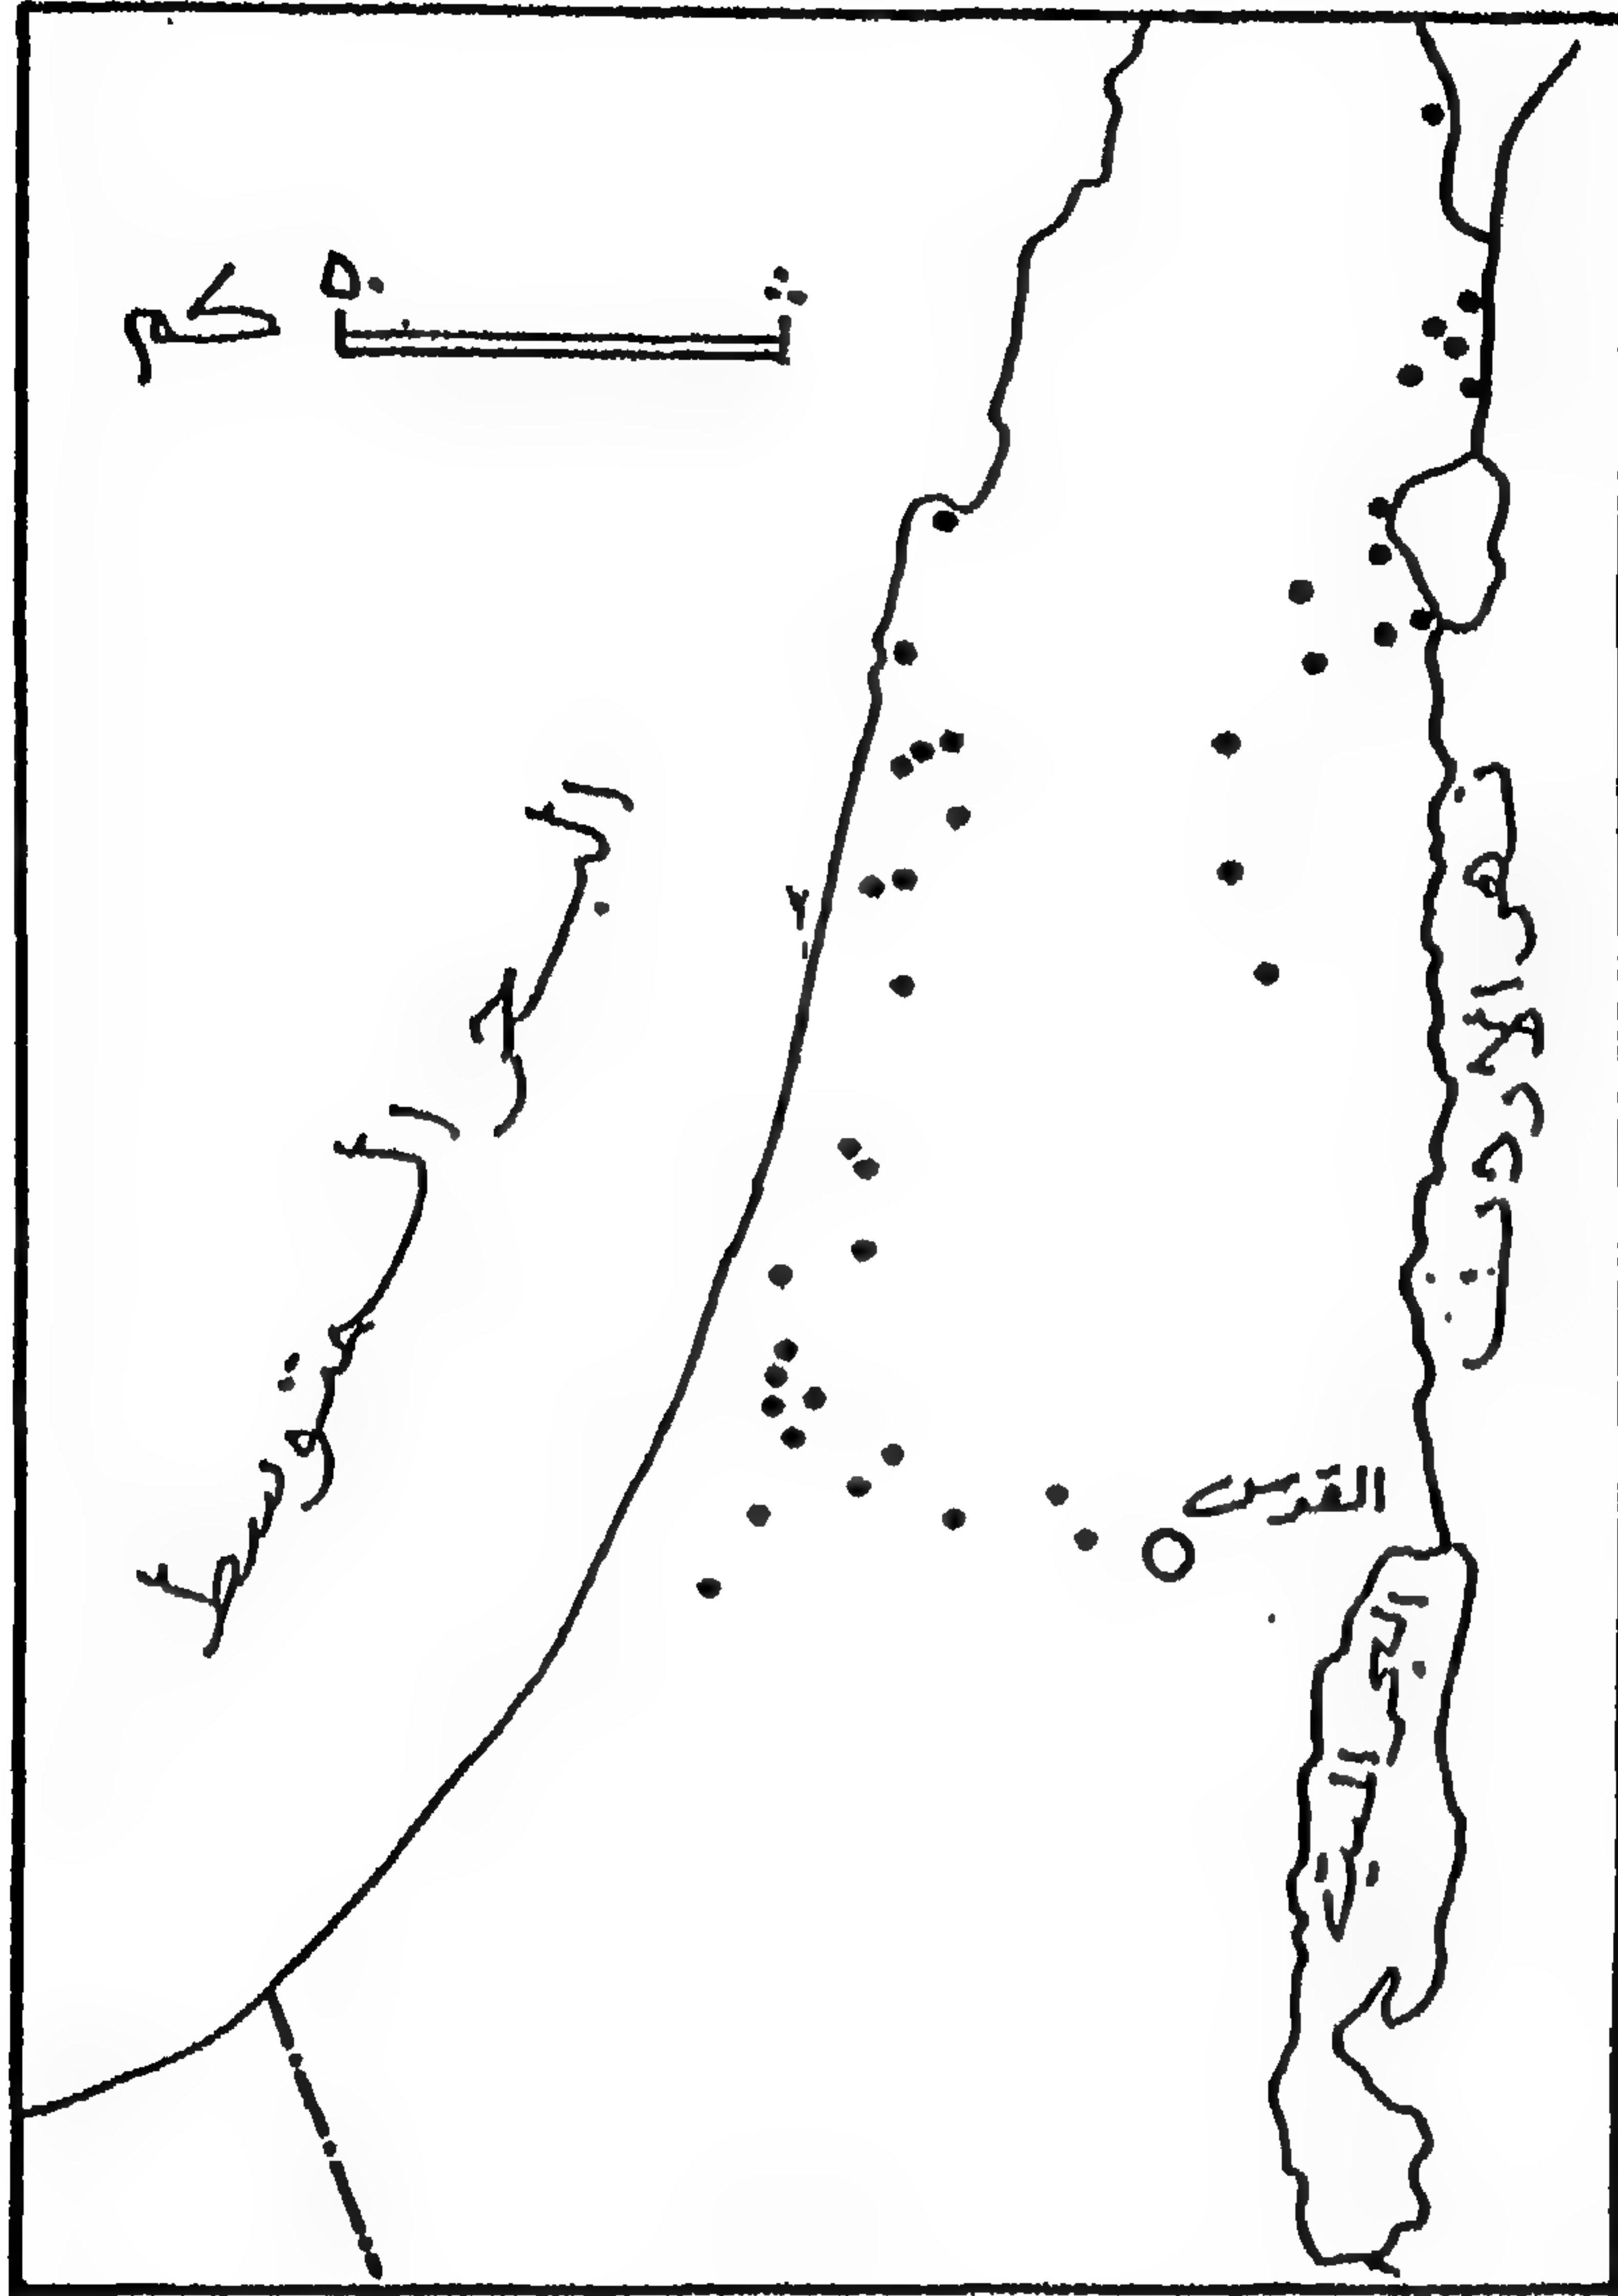 ٥٠
كم
البحر
المتوسط
نهر الأردن
القدس
البحر
الميت